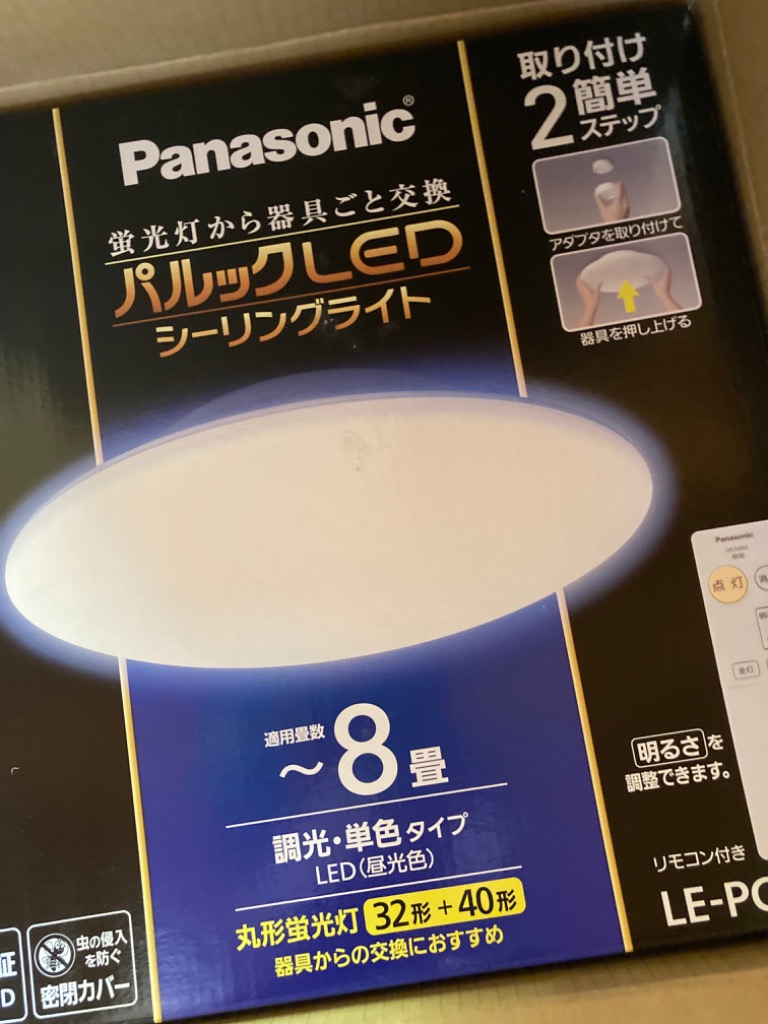 Panasonic®
蛍光灯から器具ごと交換
パルックLED
シーリングライト
取り付け
2簡単
ステップ
アダプタを取り付けて
器具を押し上げる
適用畳数
～8畳
調光・単色タイプ
LED（昼光色）
丸形蛍光灯 32形+40形
器具からの交換におすすめ
Panasonic
点灯
消
全灯
明るさを
調整できます。
リモコン付き
LE-PC
証
D
虫の侵入
を防ぐ
密閉カバー